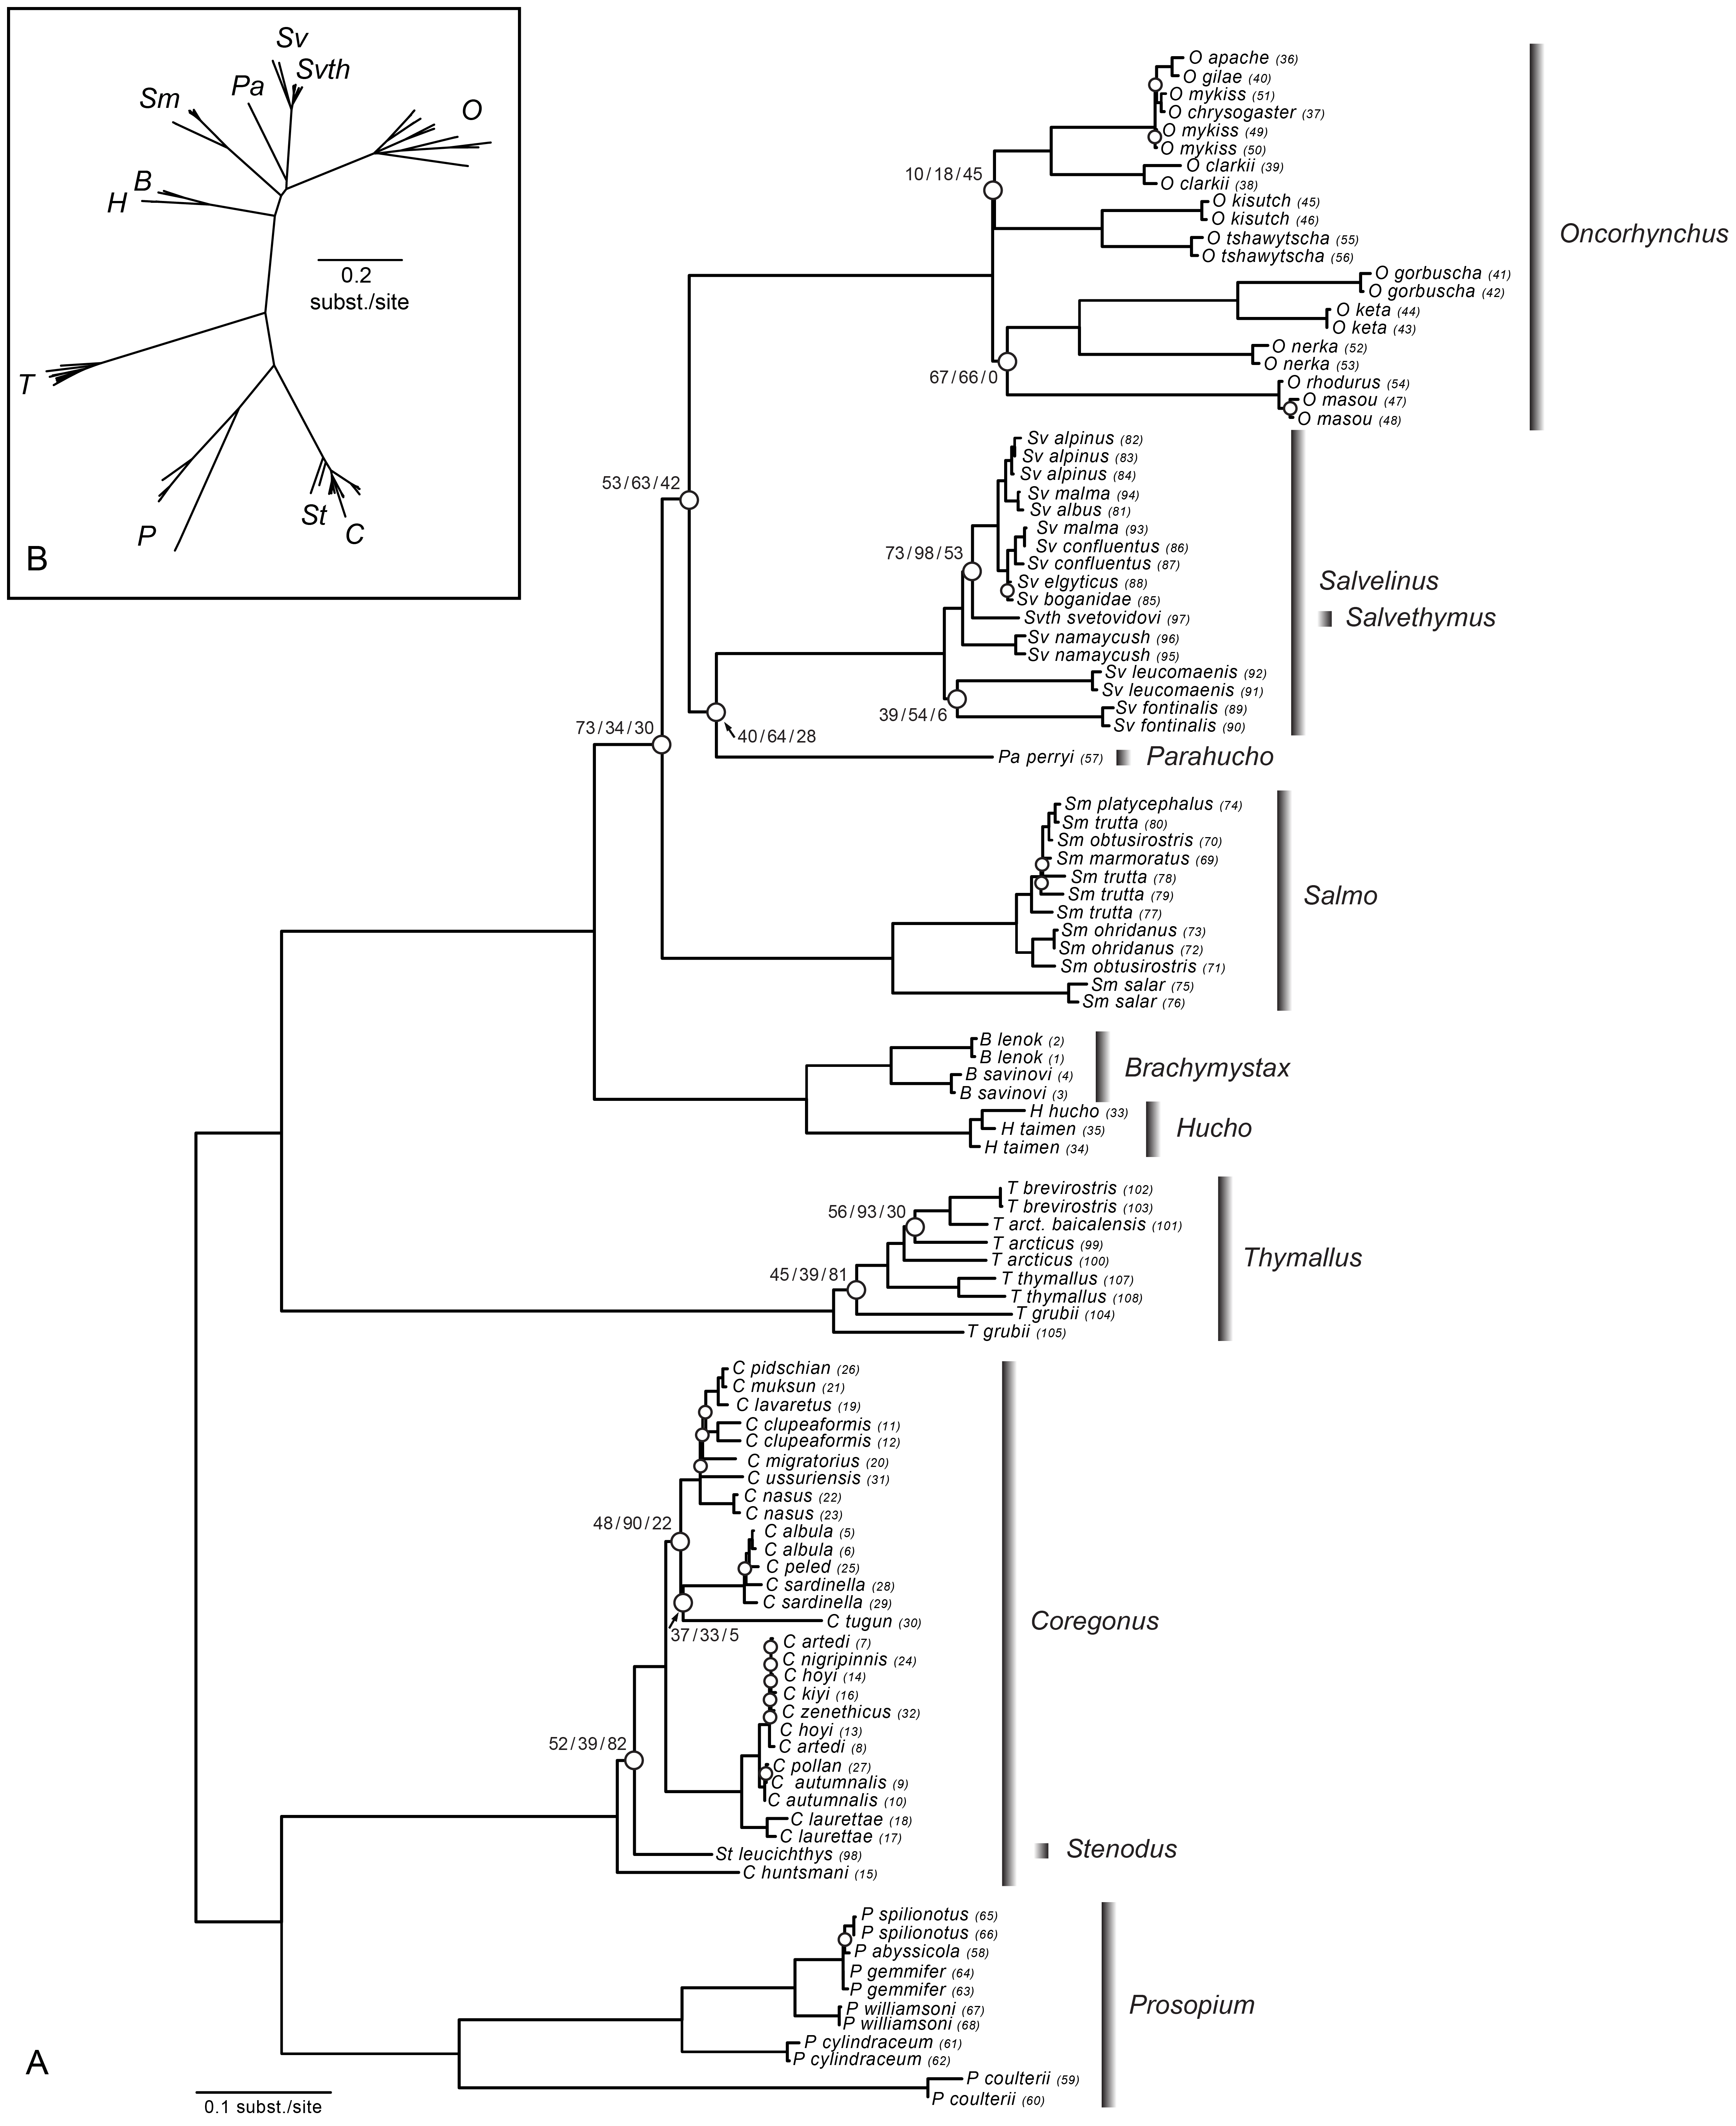 Sv
Svth
Pa
Sm
O
B
H
0.2
subst./site
T
St
C
P
B
O apache (36)
O gilae (40)
O mykiss (51)
O chrysogaster (37)
O mykiss (49)
O mykiss (50)
O clarkii (39)
O clarkii (38)
10/18/45
O kisutch (45)
O kisutch (46)
O tshawytscha (55)
O tshawytscha (56)
Oncorhynchus
O gorbuscha (41)
O gorbuscha (42)
O keta (44)
O keta (43)
O nerka (52)
O nerka (53)
67/66/0
O rhodurus (54)
O masou (47)
O masou (48)
Sv alpinus (82)
Sv alpinus (83)
Sv alpinus (84)
53/63/42
Sv malma (94)
Sv albus (81)
Sv malma (93)
73/98/53
Sv confluentus (86)
Sv confluentus (87)
Sv elgyticus (88)
Salvelinus
Sv boganidae (85)
Svth svetovidovi (97)
Salvethymus
Sv namaycush (96)
Sv namaycush (95)
Sv leucomaenis (92)
Sv leucomaenis (91)
Sv fontinalis (89)
39/54/6
Sv fontinalis (90)
73/34/30
40/64/28
Pa perryi (57)
Parahucho
Sm platycephalus (74)
Sm trutta (80)
Sm obtusirostris (70)
Sm marmoratus (69)
Sm trutta (78)
Sm trutta (79)
Salmo
Sm trutta (77)
Sm ohridanus (73)
Sm ohridanus (72)
Sm obtusirostris (71)
Sm salar (75)
Sm salar (76)
B lenok (2)
B lenok (1)
Brachymystax
B savinovi (4)
B savinovi (3)
H hucho (33)
H taimen (35)
Hucho
H taimen (34)
T brevirostris (102)
T brevirostris (103)
56/93/30
T arct. baicalensis (101)
T arcticus (99)
T arcticus (100)
Thymallus
45/39/81
T thymallus (107)
T thymallus (108)
T grubii (104)
T grubii (105)
C pidschian (26)
C muksun (21)
C lavaretus (19)
C clupeaformis (11)
C clupeaformis (12)
C migratorius (20)
C ussuriensis (31)
C nasus (22)
C nasus (23)
48/90/22
C albula (5)
C albula (6)
C peled (25)
C sardinella (28)
C sardinella (29)
C tugun (30)
Coregonus
37/33/5
C artedi (7)
C nigripinnis (24)
C hoyi (14)
C kiyi (16)
C zenethicus (32)
C hoyi (13)
52/39/82
C artedi (8)
C pollan (27)
C autumnalis (9)
C autumnalis (10)
C laurettae (18)
C laurettae (17)
St leucichthys (98)
Stenodus
C huntsmani (15)
P spilionotus (65)
P spilionotus (66)
P abyssicola (58)
P gemmifer (64)
P gemmifer (63)
Prosopium
P williamsoni (67)
P williamsoni (68)
P cylindraceum (61)
P cylindraceum (62)
P coulterii (59)
P coulterii (60)
A
0.1 subst./site